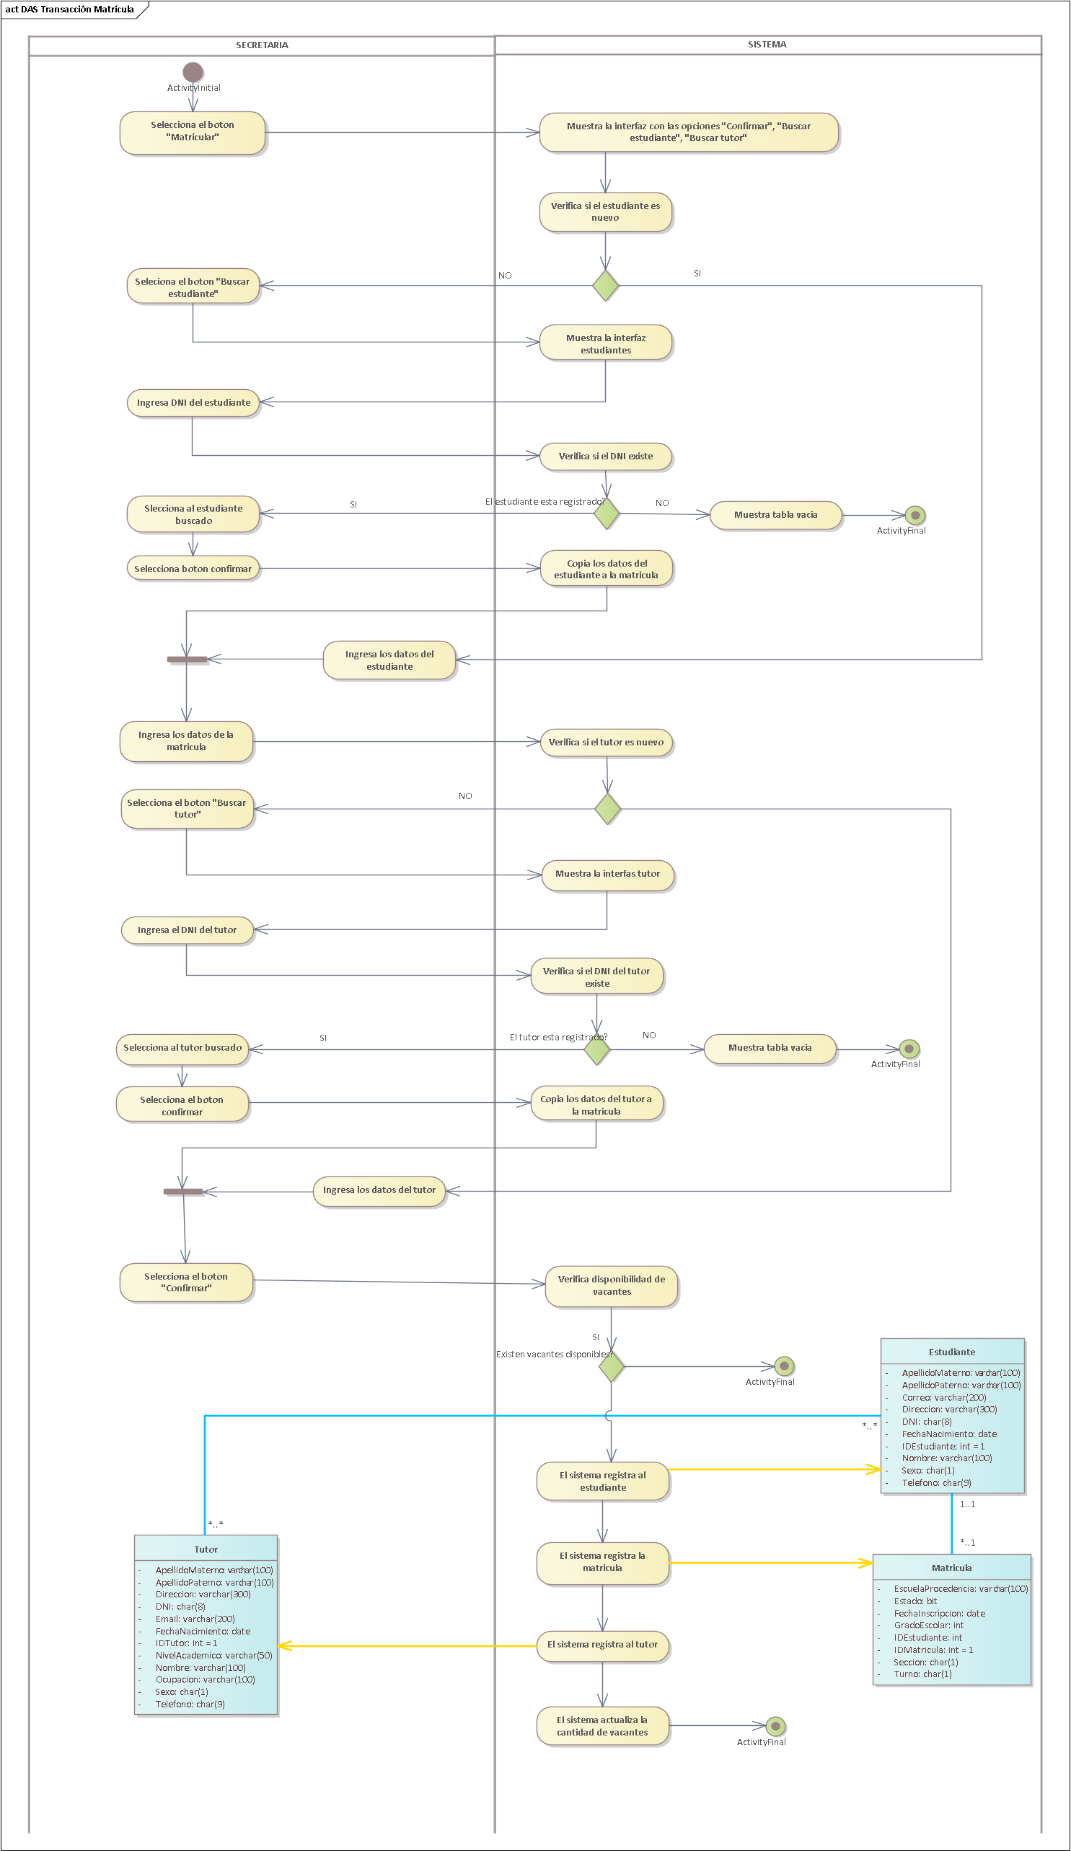 act DAS Transacción Matrícula
SECRETARIA
SISTEMA
ActivityInitial
Selecciona el boton
"Matrícular"
Muestra la interfaz con las opciones "Confirmar", "Buscar
estudiante", "Buscar tutor"
Verifica si el estudiante es
nuevo
NO
SI
Seleciona el boton "Buscar
estudiante"
Muestra la interfaz
estudiantes
Ingresa DNI del estudiante
Verifica si el DNI existe
El estudiante esta registrado?
SI
NO
Slecciona al estudiante
buscado
Muestra tabla vacia
ActivityFinal
Selecciona boton confirmar
Copia los datos del
estudiante a la matricula
Ingresa los datos del
estudiante
Ingresa los datos de la
matricula
Verifica si el tutor es nuevo
NO
Selecciona el boton "Buscar
tutor"
Muestra la interfas tutor
Ingresa el DNI del tutor
Verifica si el DNI del tutor
existe
SI
El tutor esta registrado?
NO
Selecciona al tutor buscado
Muestra tabla vacia
ActivityFinal
Selecciona el boton
confirmar
Copia los datos del tutor a
la matricula
Ingresa los datos del tutor
Selecciona el boton
"Confirmar"
Verifica disponibilidad de
vacantes
SI
Existen vacantes disponibles?
ActivityFinal
Estudiante
- ApellidoMaterno: varchar(100)
- ApellidoPaterno: varchar(100)
- Correo: varchar(200)
- Direccion: varchar(300)
- DNI: char(8)
- FechaNacimiento: date
- IDEstudiante: int = 1
- Nombre: varchar(100)
- Sexo: char(1)
- Telefono: char(9)
*..*
El sistema registra al
estudiante
1..1
*..1
*..*
Tutor
- ApellidoMaterno: varchar(100)
- ApellidoPaterno: varchar(100)
- Direccion: varchar(300)
- DNI: char(8)
- Email: varchar(200)
- FechaNacimiento: date
- IDTutor: int = 1
- NivelAcademico: varchar(50)
- Nombre: varchar(100)
- Ocupacion: varchar(100)
- Sexo: char(1)
- Telefono: char(9)
El sistema registra la
matricula
Matricula
- EscuelaProcedencia: varchar(100)
- Estado: bit
- FechaInscripcion: date
- GradoEscolar: int
- IDEstudiante: int
- IDMatricula: int = 1
- Seccion: char(1)
- Turno: char(1)
El sistema registra al tutor
El sistema actualiza la
cantidad de vacantes
ActivityFinal